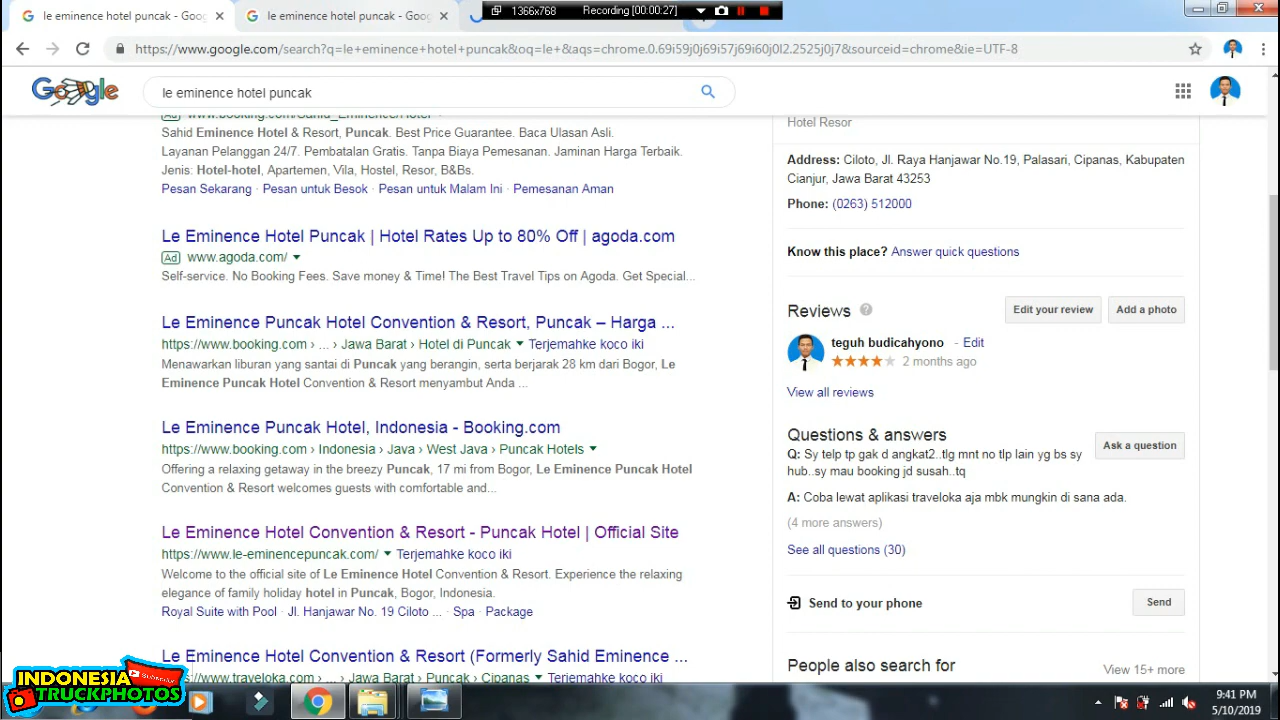 le eminence hotel puncak - Goog
le eminence hotel puncak - Goog
1366x768 Recording [00:00:27]
https://www.google.com/search?q=le+eminence+hotel+puncak&oq=le+&aqs=chrome.0.69i59j0j69i57j69i60j0l2.2525j0j7&sourceid=chrome&ie=UTF-8
Google
le eminence hotel puncak
Ad www.booking.com/Sahid_Eminence/Hotel
Sahid Eminence Hotel & Resort, Puncak. Best Price Guarantee. Baca Ulasan Asli.
Layanan Pelanggan 24/7. Pembatalan Gratis. Tanpa Biaya Pemesanan. Jaminan Harga Terbaik.
Jenis: Hotel-hotel, Apartemen, Vila, Hostel, Resor, B&Bs.
Pesan Sekarang · Pesan untuk Besok · Pesan untuk Malam Ini · Pemesanan Aman
Le Eminence Hotel Puncak | Hotel Rates Up to 80% Off | agoda.com
Ad www.agoda.com/
Self-service. No Booking Fees. Save money & Time! The Best Travel Tips on Agoda. Get Special...
Le Eminence Puncak Hotel Convention & Resort, Puncak – Harga ...
https://www.booking.com › ... › Jawa Barat › Hotel di Puncak Terjemahke koco iki
Menawarkan liburan yang santai di Puncak yang berangin, serta berjarak 28 km dari Bogor, Le
Eminence Puncak Hotel Convention & Resort menyambut Anda ...
Le Eminence Puncak Hotel, Indonesia - Booking.com
https://www.booking.com › Indonesia › Java › West Java › Puncak Hotels
Offering a relaxing getaway in the breezy Puncak, 17 mi from Bogor, Le Eminence Puncak Hotel
Convention & Resort welcomes guests with comfortable and...
Le Eminence Hotel Convention & Resort - Puncak Hotel | Official Site
https://www.le-eminencepuncak.com/ Terjemahke koco iki
Welcome to the official site of Le Eminence Hotel Convention & Resort. Experience the relaxing
elegance of family holiday hotel in Puncak, Bogor, Indonesia.
Royal Suite with Pool · Jl. Hanjawar No. 19 Ciloto ... · Spa · Package
Le Eminence Hotel Convention & Resort (Formerly Sahid Eminence ...
https://www.traveloka.com › ... › Jawa Barat › Puncak › Cipanas Terjemahke koco iki
Hotel Resor
Address: Ciloto, Jl. Raya Hanjawar No.19, Palasari, Cipanas, Kabupaten
Cianjur, Jawa Barat 43253
Phone: (0263) 512000
Know this place? Answer quick questions
Reviews ? Edit your review Add a photo
teguh budicahyono - Edit
2 months ago
View all reviews
Questions & answers
Ask a question
Q: Sy telp tp gak d angkat2..tlg mnt no tlp lain yg bs sy
hub..sy mau booking jd susah..tq
A: Coba lewat aplikasi traveloka aja mbk mungkin di sana ada.
(4 more answers)
See all questions (30)
Send to your phone Send
People also search for View 15+ more
INDONESIA
Subscribe
TRUCKPHOTOS
9:41 PM
5/10/2019